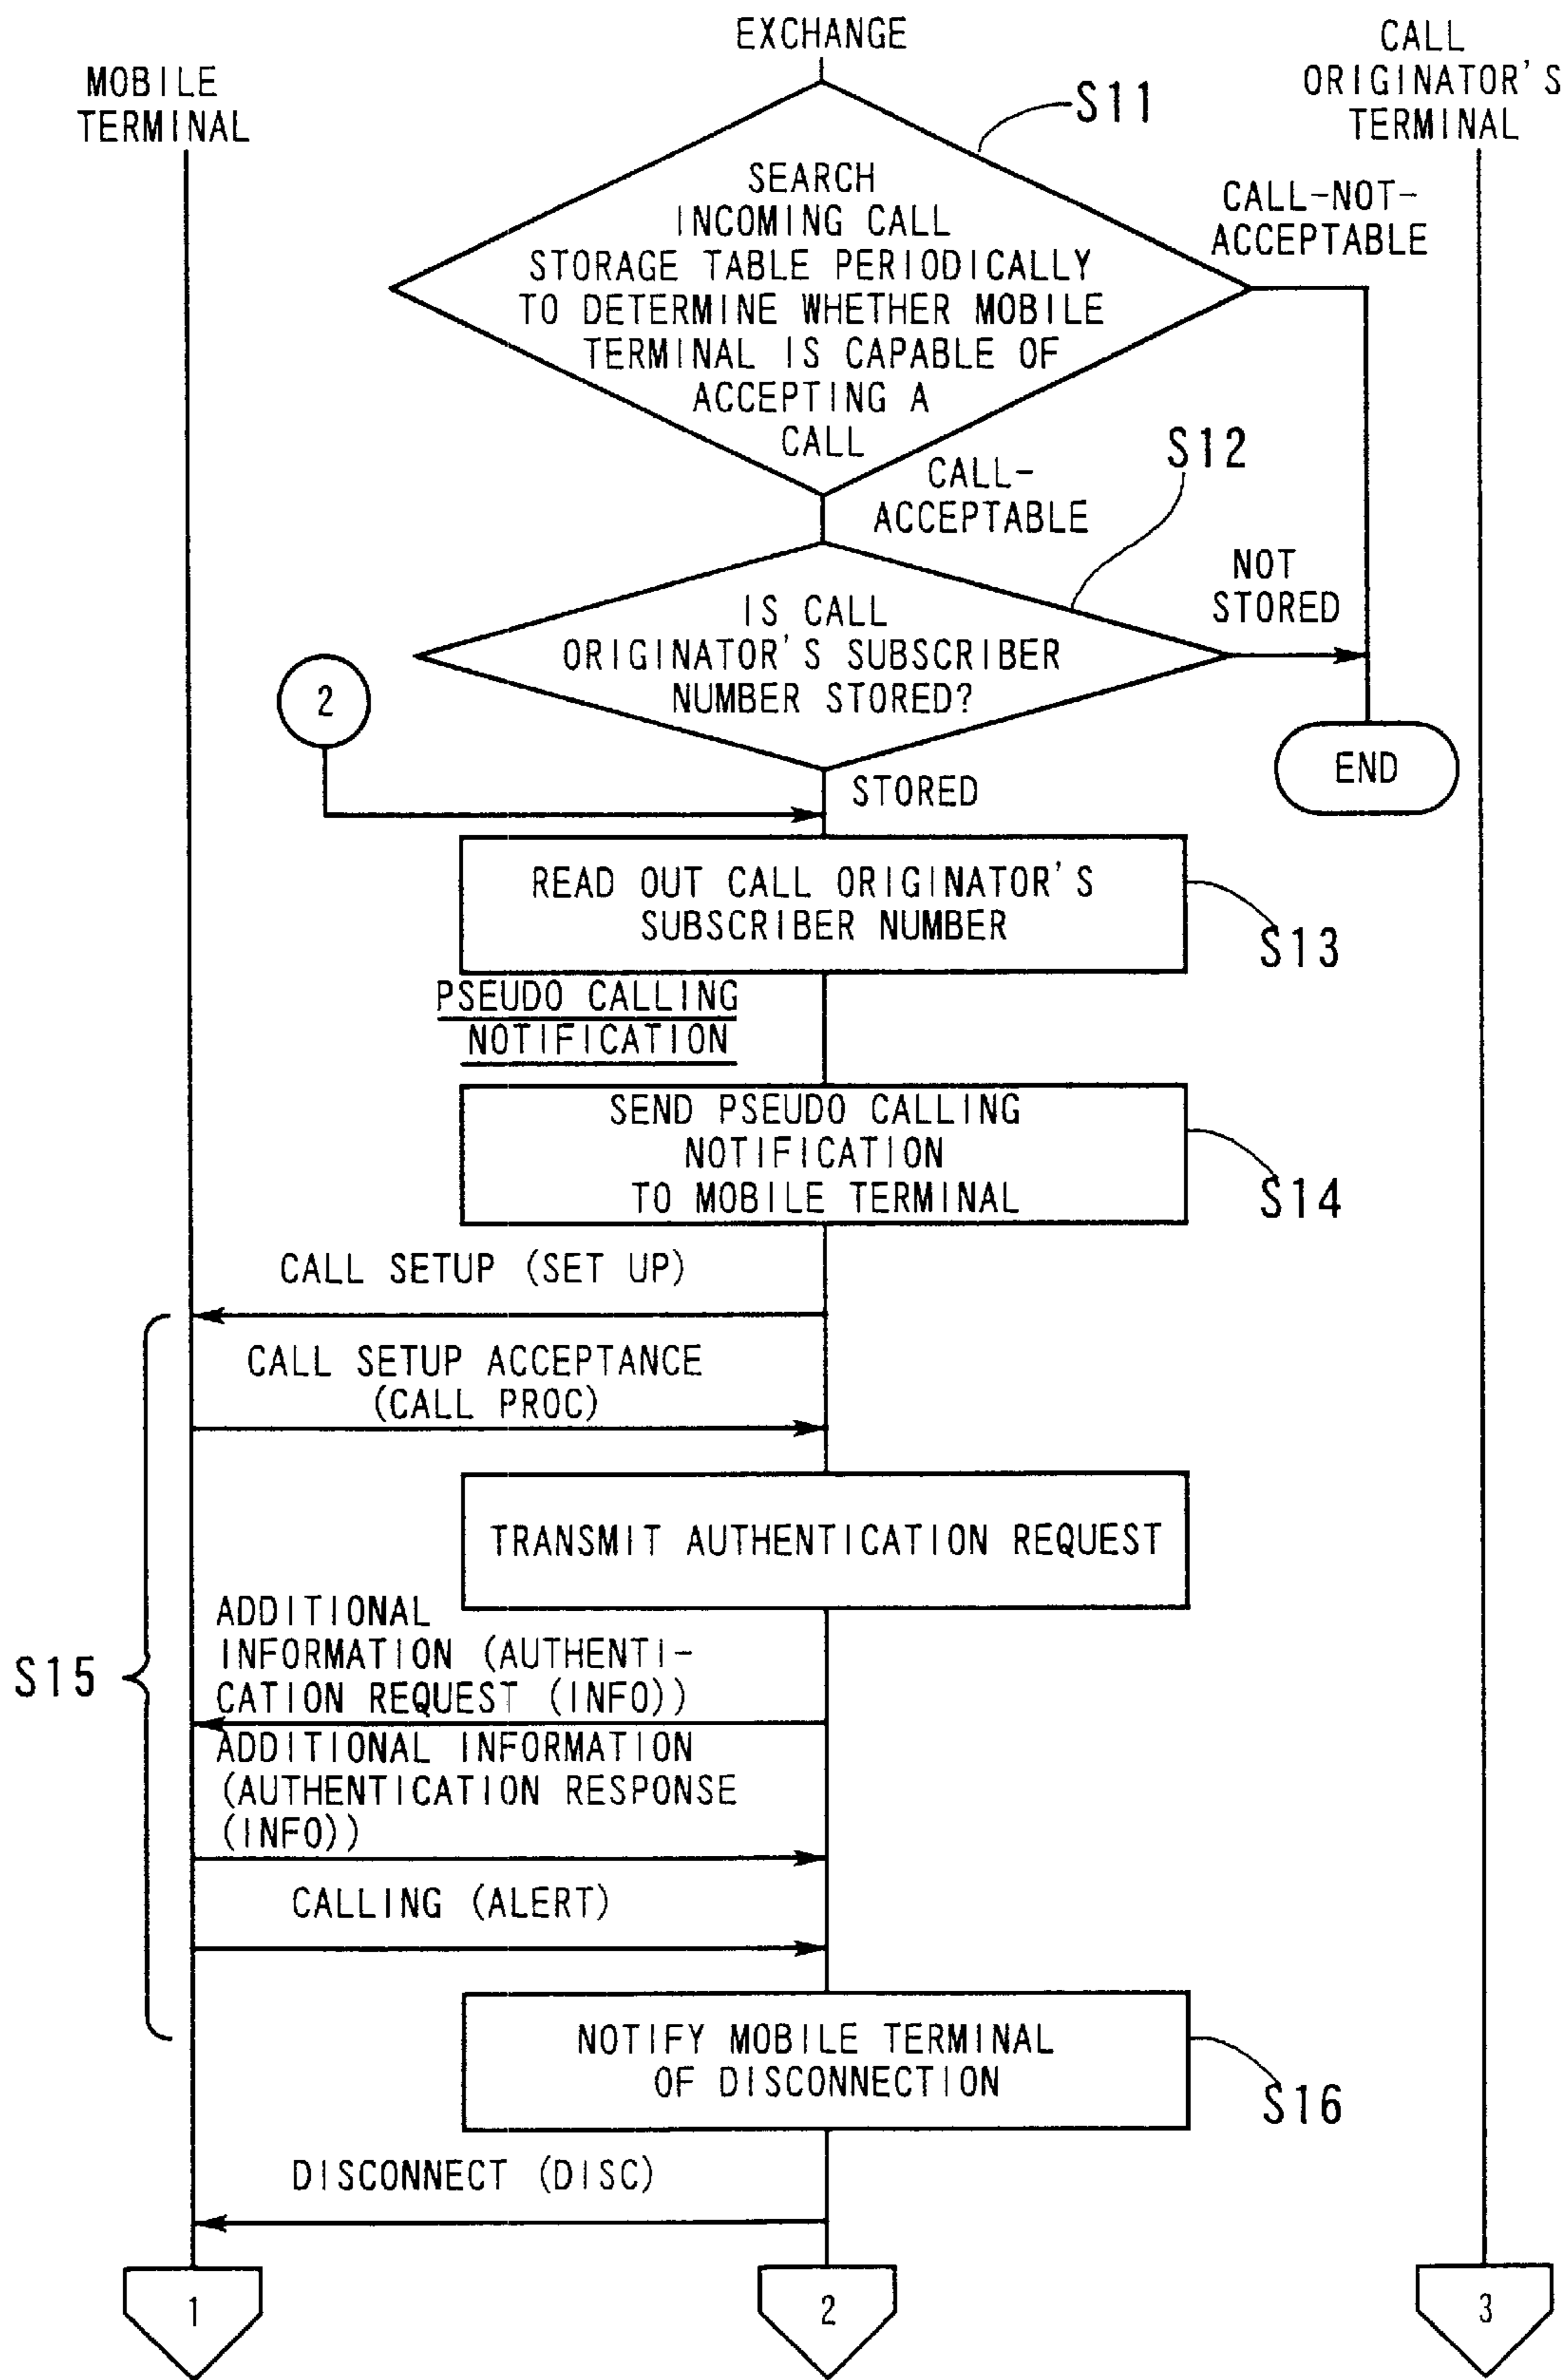 EXCHANGE
MOBILE
TERMINAL
CALL
ORIGINATOR'S
TERMINAL
S11
SEARCH
INCOMING CALL
STORAGE TABLE PERIODICALLY
TO DETERMINE WHETHER MOBILE
TERMINAL IS CAPABLE OF
ACCEPTING A
CALL
CALL-NOT-
ACCEPTABLE
CALL-
ACCEPTABLE
S12
IS CALL
ORIGINATOR'S SUBSCRIBER
NUMBER STORED?
NOT
STORED
2
END
STORED
READ OUT CALL ORIGINATOR'S
SUBSCRIBER NUMBER
S13
PSEUDO CALLING
NOTIFICATION
SEND PSEUDO CALLING
NOTIFICATION
TO MOBILE TERMINAL
S14
CALL SETUP (SET UP)
CALL SETUP ACCEPTANCE
(CALL PROC)
TRANSMIT AUTHENTICATION REQUEST
S15
ADDITIONAL
INFORMATION (AUTHENTI-
CATION REQUEST (INFO))
ADDITIONAL INFORMATION
(AUTHENTICATION RESPONSE
(INFO))
CALLING (ALERT)
NOTIFY MOBILE TERMINAL
OF DISCONNECTION
S16
DISCONNECT (DISC)
1
2
3